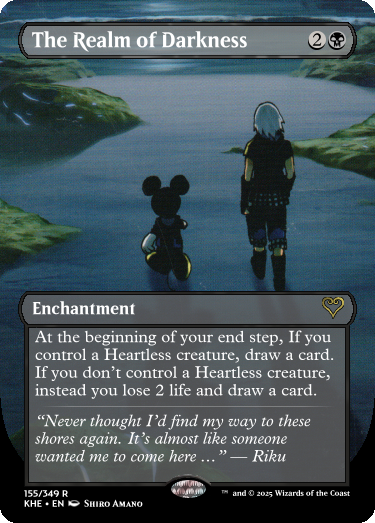 The Realm of Darkness 2
Enchantment
At the beginning of your end step, If you
control a Heartless creature, draw a card.
If you don't control a Heartless creature,
instead you lose 2 life and draw a card.
“Never thought I'd find my way to these
shores again. It's almost like someone
wanted me to come here …” — Riku
155/349 R
KHE • EN Shiro Amano
™ and © 2025 Wizards of the Coast